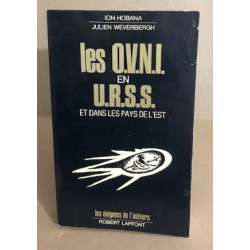 ION HOBANA
JULIEN WEVERBERGH
les O.V.N.I.
EN
U.R.S.S.
ET DANS LES PAYS DE L'EST
les énigmes de l'univers
ROBERT LAFFONT